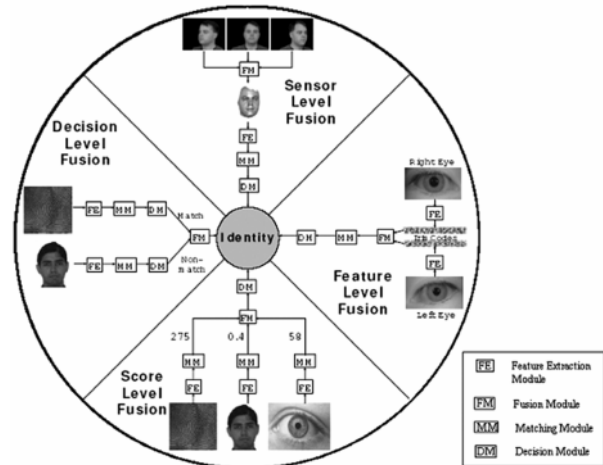 FM
Sensor
Level
Fusion
FE
MM
DM
Decision
Level
Fusion
FE
MM
DM
Match
FM
Non-
match
FE
MM
DM
Identity
Right Eye
FE
Iris Codes
DM
MM
FM
FE
Left Eye
Feature
Level
Fusion
DM
FM
275
0.4
58
MM
MM
MM
Score
Level
Fusion
FE
FE
FE
FE
Feature Extraction
Module
FM
Fusion Module
MM
Matching Module
DM
Decision Module